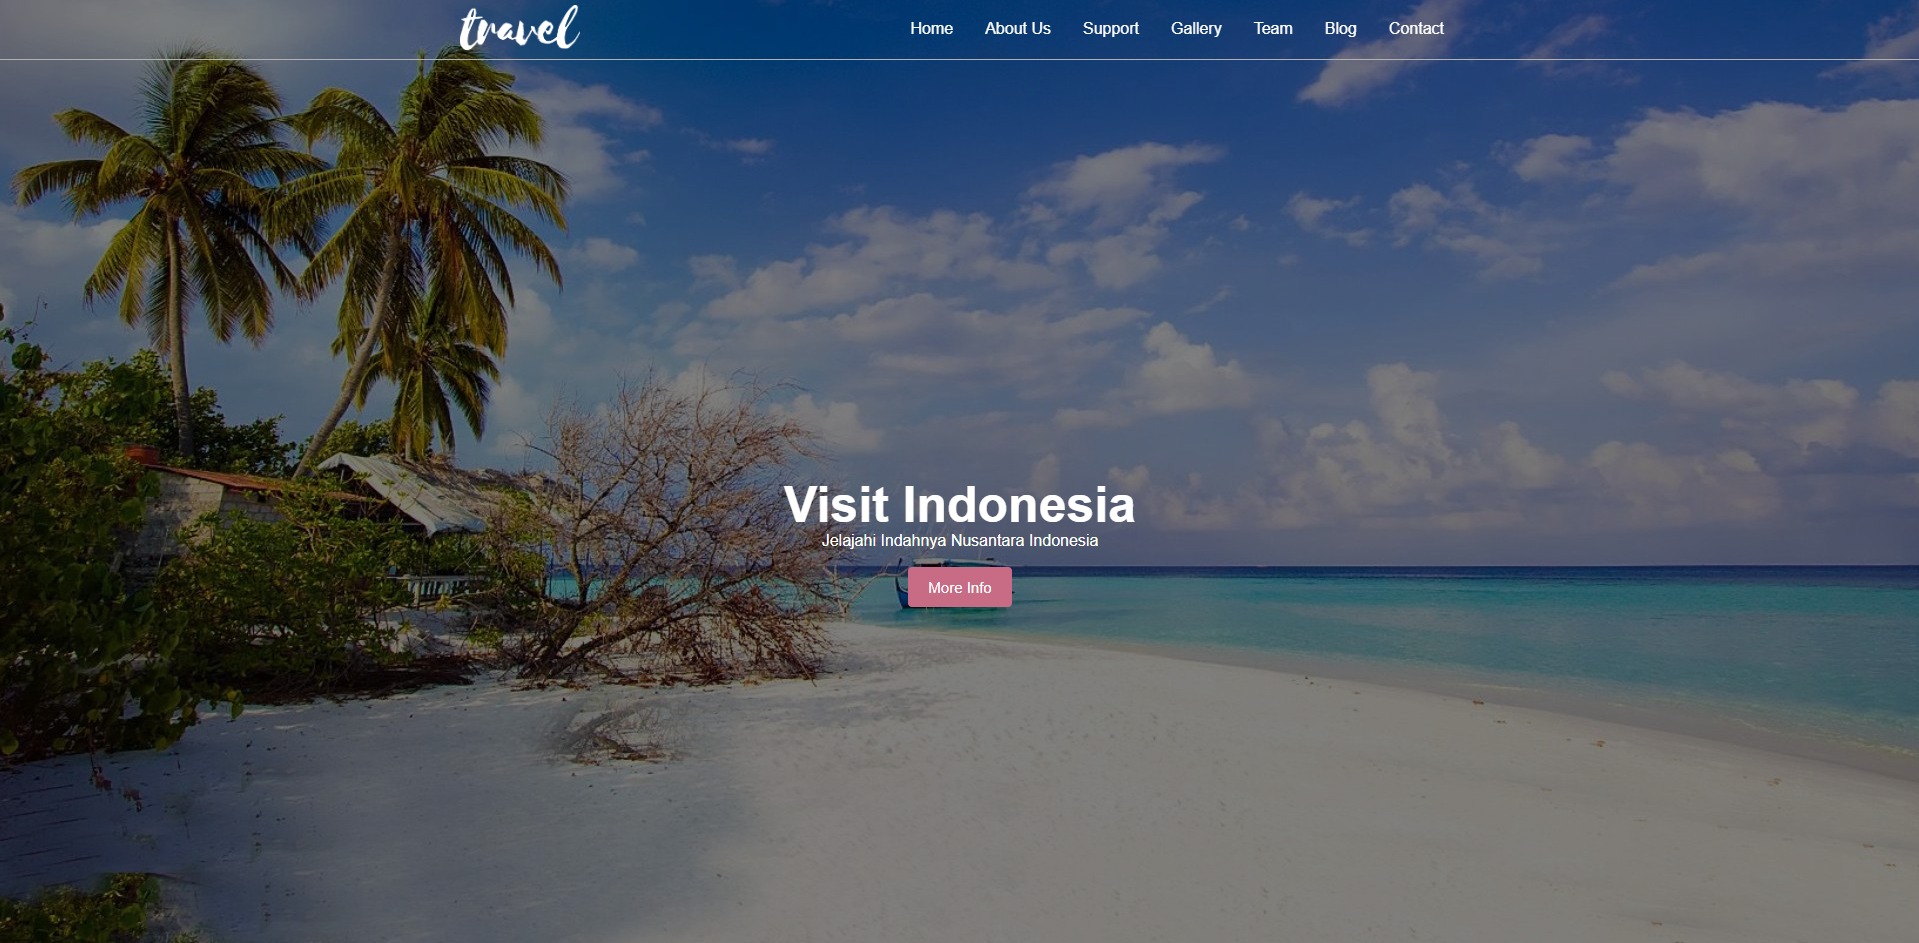 travel
Home About Us Support Gallery Team Blog Contact
Visit Indonesia
Jelajahi Indahnya Nusantara Indonesia
More Info